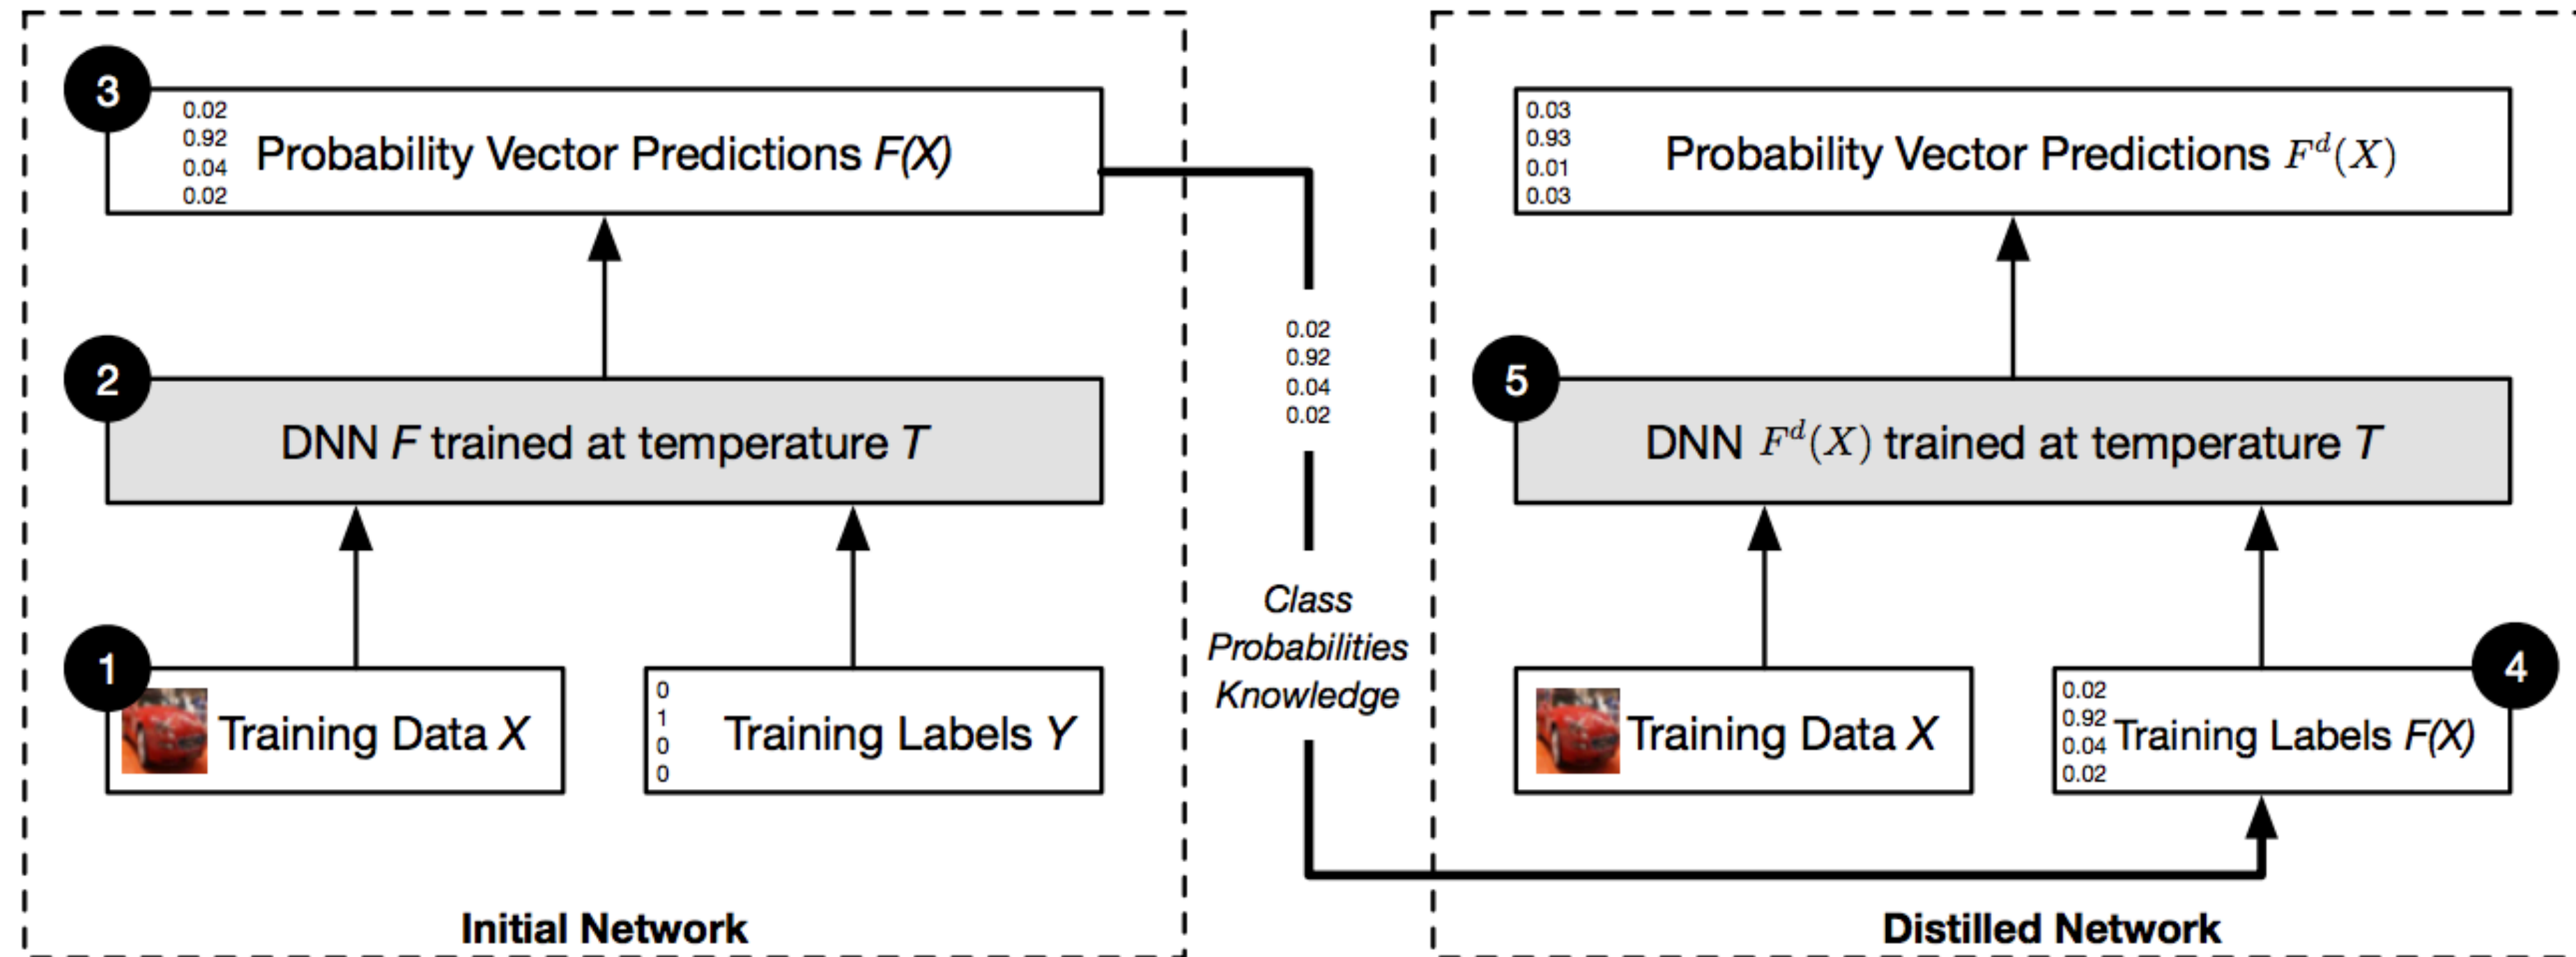 3
0.02
0.92
0.04
0.02
Probability Vector Predictions F(X)
2
DNN F trained at temperature T
1
Training Data X
0
1
0
0
Training Labels Y
Initial Network
0.02
0.92
0.04
0.02
Class
Probabilities
Knowledge
0.03
0.93
0.01
0.03
Probability Vector Predictions F^d(X)
5
DNN F^d(X) trained at temperature T
Training Data X
4
0.02
0.92
0.04
0.02
Training Labels F(X)
Distilled Network